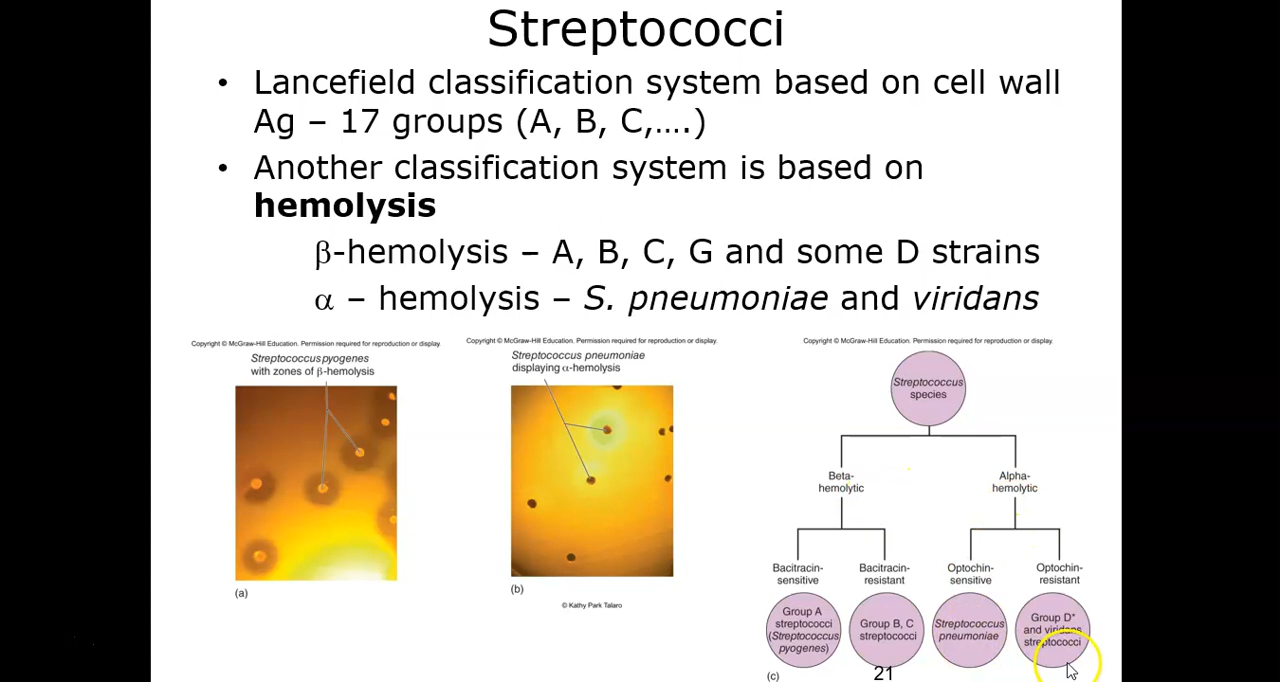 Streptococci
• Lancefield classification system based on cell wall
Ag – 17 groups (A, B, C,….)
• Another classification system is based on
hemolysis
β-hemolysis – A, B, C, G and some D strains
α – hemolysis – S. pneumoniae and viridans
Copyright © McGraw-Hill Education. Permission required for reproduction or display.
Streptococcus pyogenes
with zones of β-hemolysis
(a)
Copyright © McGraw-Hill Education. Permission required for reproduction or display.
Streptococcus pneumoniae
displaying α-hemolysis
(b)
© Kathy Park Talaro
Copyright © McGraw-Hill Education. Permission required for reproduction or display.
Streptococcus
species
Beta-
hemolytic
Alpha-
hemolytic
Bacitracin-
sensitive
Bacitracin-
resistant
Optochin-
sensitive
Optochin-
resistant
Group A
streptococci
(Streptococcus
pyogenes)
Group B, C
streptococci
Streptococcus
pneumoniae
Group D*
and viridans
streptococci
(c)
21